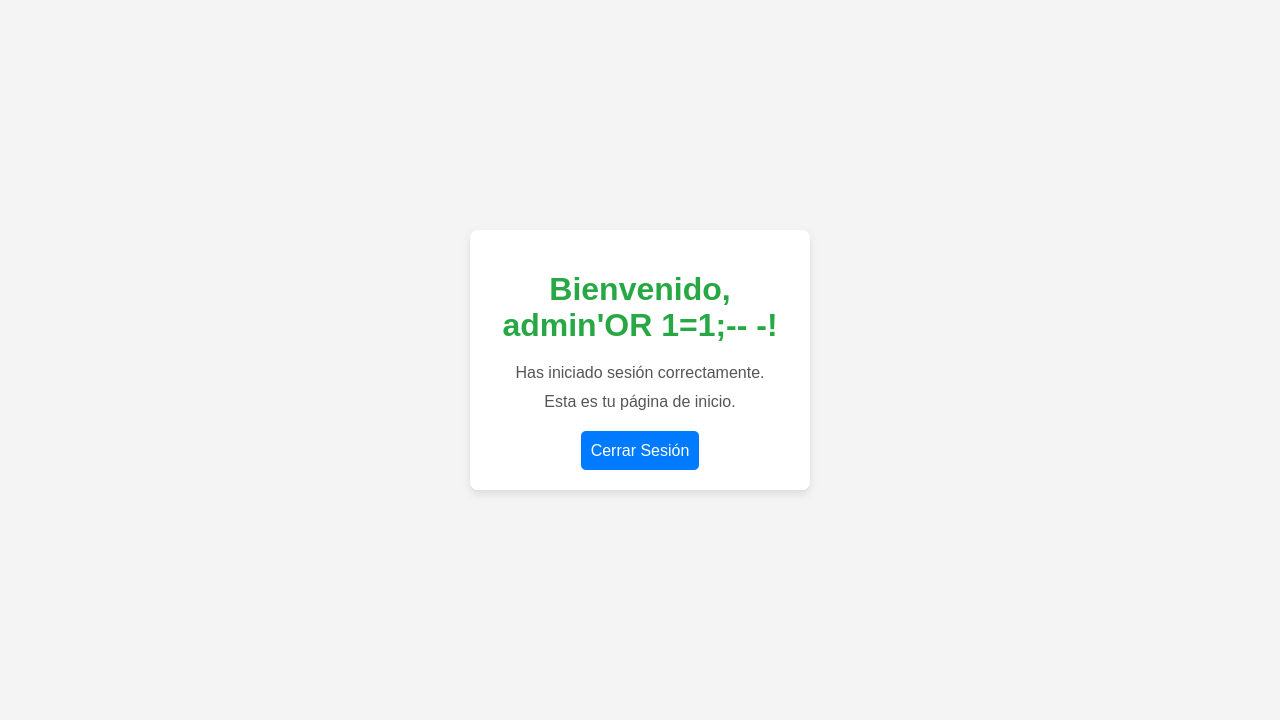 Bienvenido,
admin'OR 1=1;-- -!
Has iniciado sesión correctamente.
Esta es tu página de inicio.
Cerrar Sesión